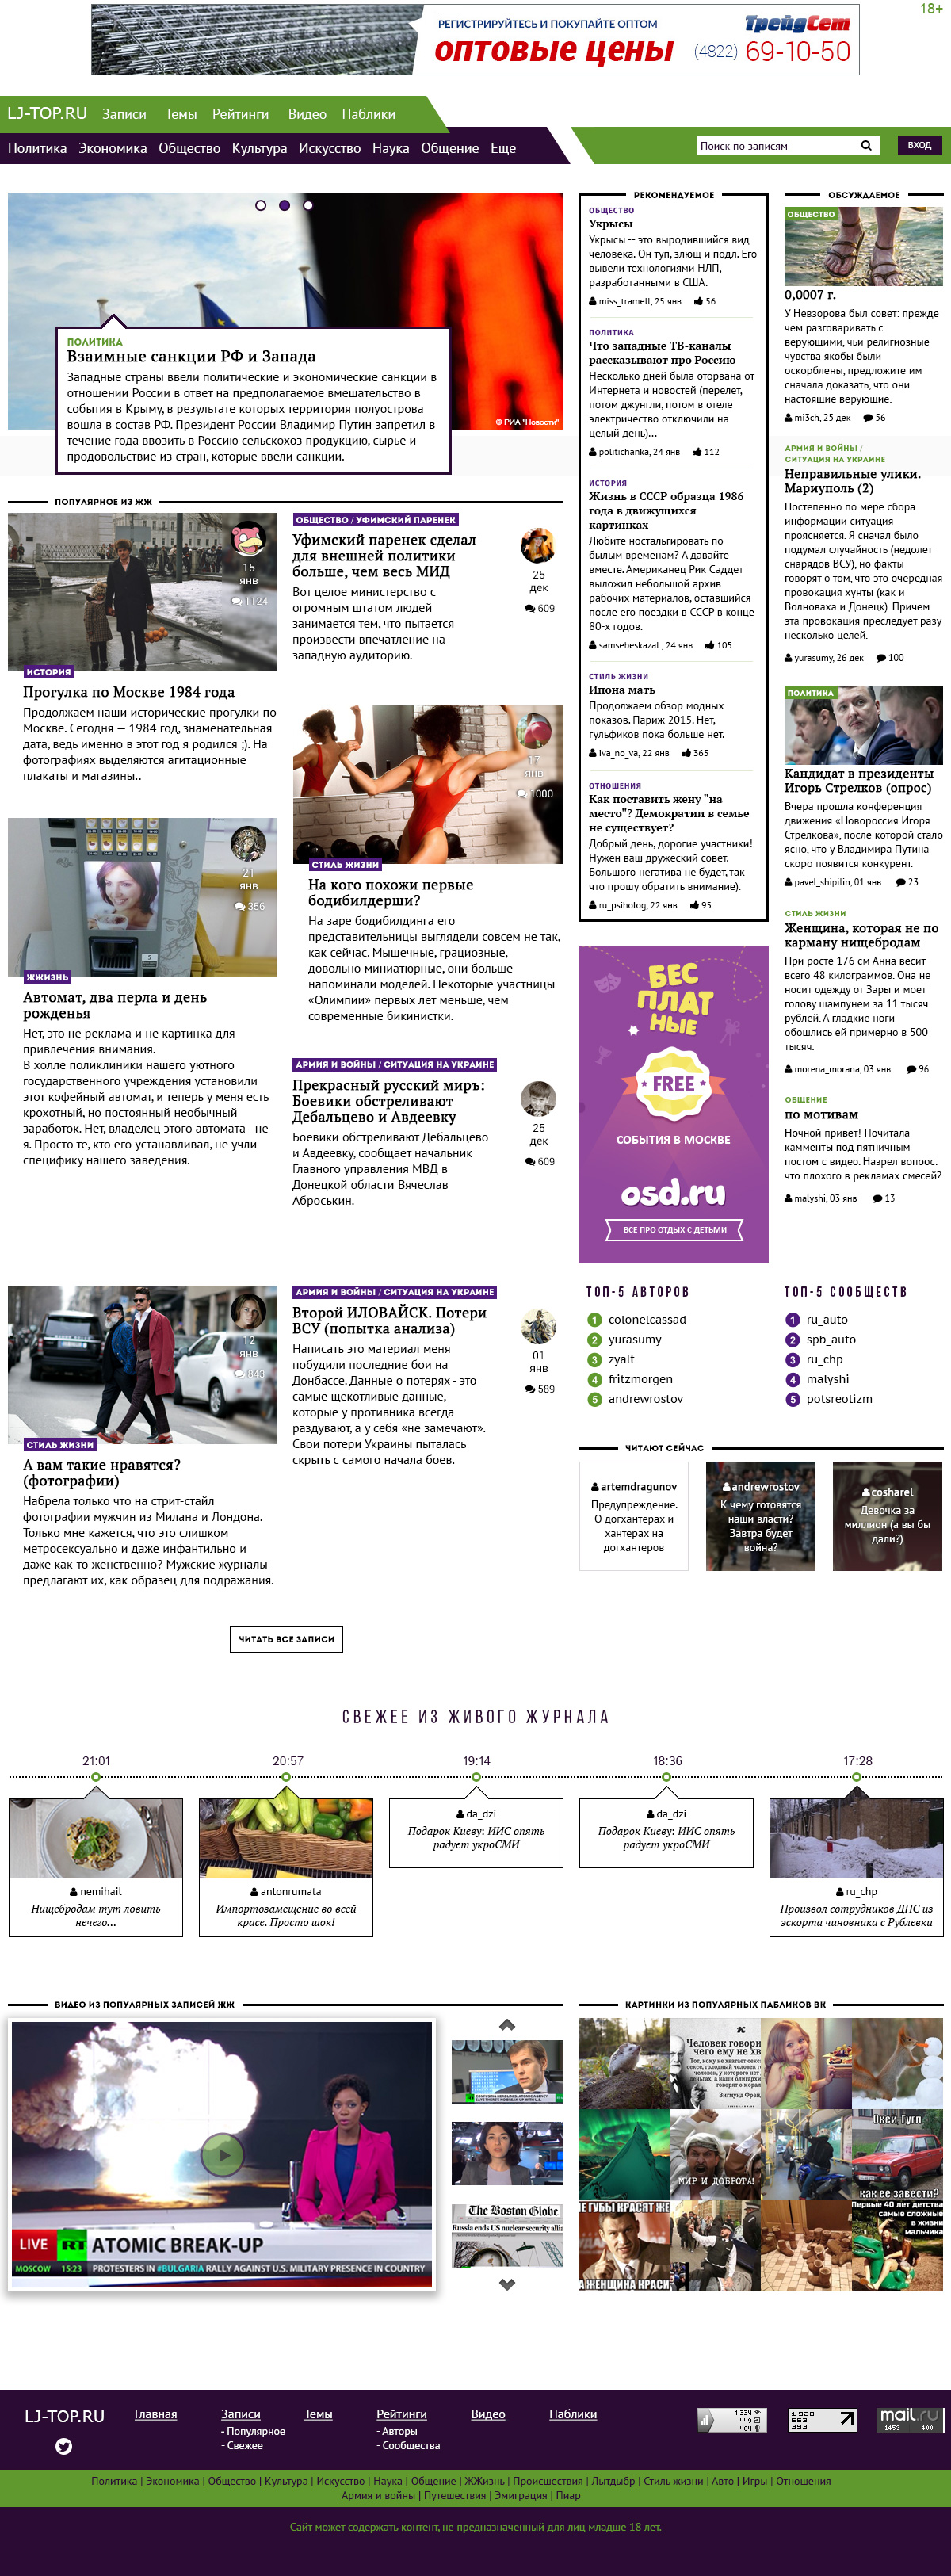 18+
РЕГИСТРИРУЙТЕСЬ И ПОКУПАЙТЕ ОПТОМ
оптовые цены
ТрейдСет
(4822) 69-10-50
LJ-TOP.RU Записи Темы Рейтинги Видео Паблики
Политика Экономика Общество Культура Искусство Наука Общение Еще
Поиск по записям
ВХОД
© РИА "Новости"
ПОЛИТИКА
Взаимные санкции РФ и Запада
Западные страны ввели политические и экономические санкции в
отношении России в ответ на предполагаемое вмешательство в
события в Крыму, в результате которых территория полуострова
вошла в состав РФ. Президент России Владимир Путин запретил в
течение года ввозить в Россию сельскохоз продукцию, сырье и
продовольствие из стран, которые ввели санкции.
ПОПУЛЯРНОЕ ИЗ ЖЖ
15
янв
1124
ИСТОРИЯ
Прогулка по Москве 1984 года
Продолжаем наши исторические прогулки по
Москве. Сегодня — 1984 год, знаменательная
дата, ведь именно в этот год я родился ;). На
фотографиях выделяются агитационные
плакаты и магазины..
21
янв
356
ЖЖИЗНЬ
Автомат, два перла и день
рожденья
Нет, это не реклама и не картинка для
привлечения внимания.
В холле поликлиники нашего уютного
государственного учреждения установили
этот кофейный автомат, и теперь у меня есть
крохотный, но постоянный необычный
заработок. Нет, владелец этого автомата - не
я. Просто те, кто его устанавливал, не учли
специфику нашего заведения.
ОБЩЕСТВО / УФИМСКИЙ ПАРЕНЕК
Уфимский паренек сделал
для внешней политики
больше, чем весь МИД
Вот целое министерство с
огромным штатом людей
занимается тем, что пытается
произвести впечатление на
западную аудиторию.
25
дек
609
17
янв
1000
СТИЛЬ ЖИЗНИ
На кого похожи первые
бодибилдерши?
На заре бодибилдинга его
представительницы выглядели совсем не так,
как сейчас. Мышечные, грациозные,
довольно миниатюрные, они больше
напоминали моделей. Некоторые участницы
«Олимпии» первых лет меньше, чем
современные бикинистки.
АРМИЯ И ВОЙНЫ / СИТУАЦИЯ НА УКРАИНЕ
Прекрасный русский миръ:
Боевики обстреливают
Дебальцево и Авдеевку
Боевики обстреливают Дебальцево
и Авдеевку, сообщает начальник
Главного управления МВД в
Донецкой области Вячеслав
Аброськин.
25
дек
609
12
янв
843
СТИЛЬ ЖИЗНИ
А вам такие нравятся?
(фотографии)
Набрела только что на стрит-стайл
фотографии мужчин из Милана и Лондона.
Только мне кажется, что это слишком
метросексуально и даже инфантильно и
даже как-то женственно? Мужские журналы
предлагают их, как образец для подражания.
АРМИЯ И ВОЙНЫ / СИТУАЦИЯ НА УКРАИНЕ
Второй ИЛОВАЙСК. Потери
ВСУ (попытка анализа)
Написать это материал меня
побудили последние бои на
Донбассе. Данные о потерях - это
самые щекотливые данные,
которые у противника всегда
раздувают, а у себя «не замечают».
Свои потери Украины пыталась
скрыть с самого начала боев.
01
янв
589
ЧИТАТЬ ВСЕ ЗАПИСИ
РЕКОМЕНДУЕМОЕ
ОБЩЕСТВО
Укрысы
Укрысы -- это выродившийся вид
человека. Он туп, злющ и подл. Его
вывели технологиями НЛП,
разработанными в США.
miss_tramell, 25 янв 56
ПОЛИТИКА
Что западные ТВ-каналы
рассказывают про Россию
Несколько дней была оторвана от
Интернета и новостей (перелет,
потом джунгли, потом в отеле
электричество отключили на
целый день)...
politichanka, 24 янв 112
ИСТОРИЯ
Жизнь в СССР образца 1986
года в движущихся
картинках
Любите ностальгировать по
былым временам? А давайте
вместе. Американец Рик Саддет
выложил небольшой архив
рабочих материалов, оставшийся
после его поездки в СССР в конце
80-х годов.
samsebeskazal , 24 янв 105
СТИЛЬ ЖИЗНИ
Ипона мать
Продолжаем обзор модных
показов. Париж 2015. Нет,
гульфиков пока больше нет.
iva_no_va, 22 янв 365
ОТНОШЕНИЯ
Как поставить жену "на
место"? Демократии в семье
не существует?
Добрый день, дорогие участники!
Нужен ваш дружеский совет.
Большого негатива не будет, так
что прошу обратить внимание).
ru_psiholog, 22 янв 95
БЕС
ПЛАТ
НЫЕ
FREE
СОБЫТИЯ В МОСКВЕ
osd.ru
ВСЕ ПРО ОТДЫХ С ДЕТЬМИ
ОБСУЖДАЕМОЕ
ОБЩЕСТВО
0,0007 г.
У Невзорова был совет: прежде
чем разговаривать с
верующими, чьи религиозные
чувства якобы были
оскорблены, предложите им
сначала доказать, что они
настоящие верующие.
mi3ch, 25 дек 56
АРМИЯ И ВОЙНЫ /
СИТУАЦИЯ НА УКРАИНЕ
Неправильные улики.
Мариуполь (2)
Постепенно по мере сбора
информации ситуация
проясняется. Я сначал было
подумал случайность (недолет
снарядов ВСУ), но факты
говорят о том, что это очередная
провокация хунты (как и
Волноваха и Донецк). Причем
эта провокация преследует разу
несколько целей.
yurasumy, 26 дек 100
ПОЛИТИКА
Кандидат в президенты
Игорь Стрелков (опрос)
Вчера прошла конференция
движения «Новороссия Игоря
Стрелкова», после которой стало
ясно, что у Владимира Путина
скоро появится конкурент.
pavel_shipilin, 01 янв 23
СТИЛЬ ЖИЗНИ
Женщина, которая не по
карману нищебродам
При росте 176 см Анна весит
всего 48 килограммов. Она не
носит одежду от Зары и моет
голову шампунем за 11 тысяч
рублей. А гладкие ноги
обошлись ей примерно в 500
тысяч.
morena_morana, 03 янв 96
ОБЩЕНИЕ
по мотивам
Ночной привет! Почитала
камменты под пятничным
постом с видео. Назрел вопоос:
что плохого в рекламах смесей?
malyshi, 03 янв 13
ТОП-5 АВТОРОВ
1 colonelcassad
2 yurasumy
3 zyalt
4 fritzmorgen
5 andrewrostov
ТОП-5 СООБЩЕСТВ
1 ru_auto
2 spb_auto
3 ru_chp
4 malyshi
5 potsreotizm
ЧИТАЮТ СЕЙЧАС
artemdragunov
Предупреждение.
О догхантерах и
хантерах на
догхантеров
andrewrostov
К чему готовятся
наши власти?
Завтра будет
война?
cosharel
Девочка за
миллион (а вы бы
дали?)
СВЕЖЕЕ ИЗ ЖИВОГО ЖУРНАЛА
21:01
nemihail
Нищебродам тут ловить
нечего...
20:57
antonrumata
Импортозамещение во всей
красе. Просто шок!
19:14
da_dzi
Подарок Киеву: ИИС опять
радует укроСМИ
18:36
da_dzi
Подарок Киеву: ИИС опять
радует укроСМИ
17:28
ru_chp
Произвол сотрудников ДПС из
эскорта чиновника с Рублевки
ВИДЕО ИЗ ПОПУЛЯРНЫХ ЗАПИСЕЙ ЖЖ
LIVE RT ATOMIC BREAK-UP
MOSCOW 15:23 PROTESTERS IN #BULGARIA RALLY AGAINST U.S. MILITARY PRESENCE IN COUNTRY
The Boston Globe
Russia ends US nuclear security allia
КАРТИНКИ ИЗ ПОПУЛЯРНЫХ ПАБЛИКОВ ВК
Человек говори
чего ему не хв
Зигмунд Фрейд
МИР И ДОБРОТА!
Окей Гугл
как ее завести?
НЕ ГУБЫ КРАСЯТ ЖЕ
А ЖЕНЩИНА КРАСИ
Первые 40 лет детства
самые сложные
в жизни
мальчика
LJ-TOP.RU
Главная
Записи
- Популярное
- Свежее
Темы
Рейтинги
- Авторы
- Сообщества
Видео
Паблики
1334
449
404
1 928
653
393
mail.ru
1453 400
Политика | Экономика | Общество | Культура | Искусство | Наука | Общение | ЖЖизнь | Происшествия | Лытдыбр | Стиль жизни | Авто | Игры | Отношения
Армия и войны | Путешествия | Эмиграция | Пиар
Сайт может содержать контент, не предназначенный для лиц младше 18 лет.